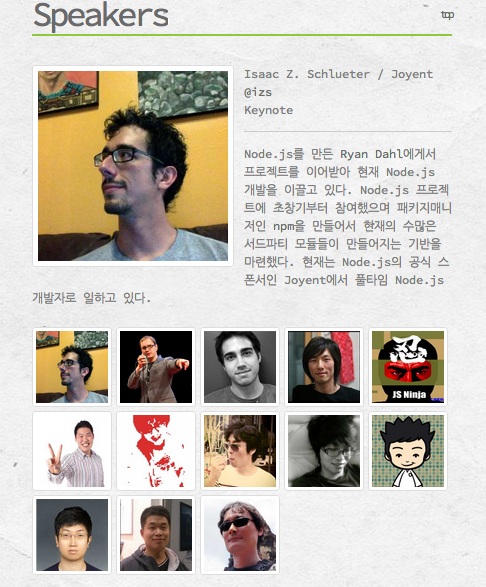 Speakers
top
Isaac Z. Schlueter / Joyent
@izs
Keynote
Node.js를 만든 Ryan Dahl에게서
프로젝트를 이어받아 현재 Node.js
개발을 이끌고 있다. Node.js 프로젝
트에 초창기부터 참여했으며 패키지매니
저인 npm을 만들어서 현재의 수많은
서드파티 모듈들이 만들어지는 기반을
마련했다. 현재는 Node.js의 공식 스
폰서인 Joyent에서 풀타임 Node.js
개발자로 일하고 있다.
JS Ninja